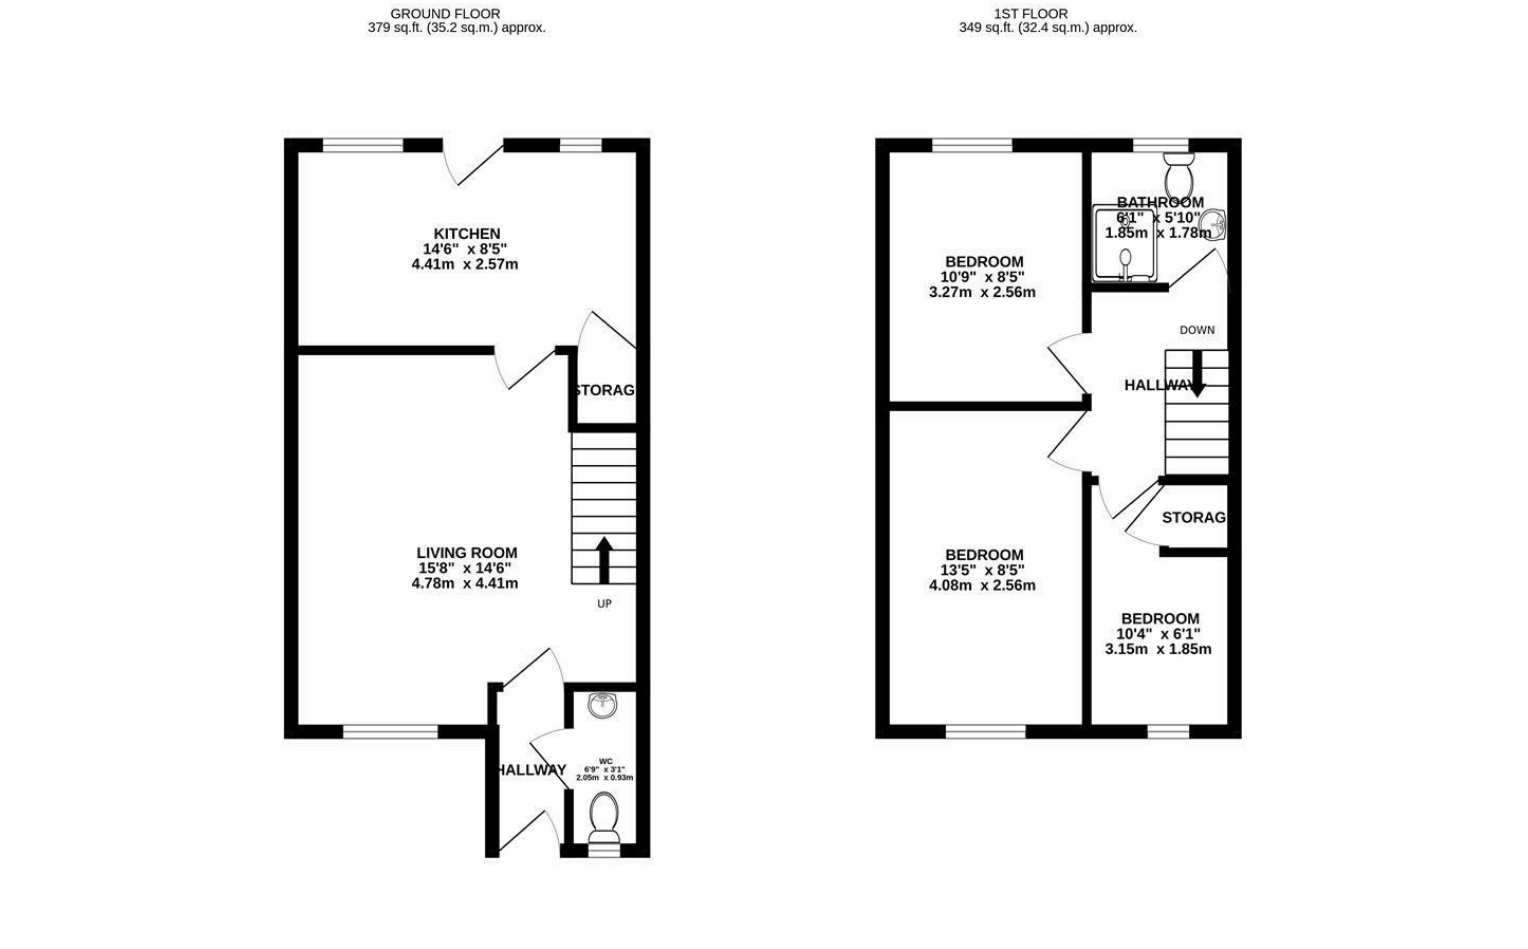 GROUND FLOOR
379 sq.ft. (35.2 sq.m.) approx.
KITCHEN
14'6" x 8'5"
4.41m x 2.57m
STORAG
LIVING ROOM
15'8" x 14'6"
4.78m x 4.41m
UP
HALLWAY
WC
6'9" x 3'1"
2.05m x 0.93m
1ST FLOOR
349 sq.ft. (32.4 sq.m.) approx.
BATHROOM
6'1" x 5'10"
1.85m x 1.78m
BEDROOM
10'9" x 8'5"
3.27m x 2.56m
DOWN
HALLWAY
STORAG
BEDROOM
13'5" x 8'5"
4.08m x 2.56m
BEDROOM
10'4" x 6'1"
3.15m x 1.85m